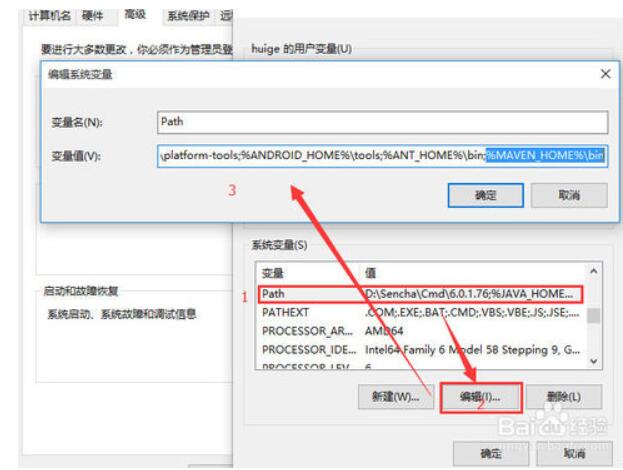 计算机名 硬件 高级 系统保护
要进行大多数更改，你必须作为管理员登
huige 的用户变量(U)
编辑系统变量
变量名(N): Path
变量值(V): \platform-tools;%ANDROID_HOME%\tools;%ANT_HOME%\bin;%MAVEN_HOME%\bin
3
确定 取消
系统变量(S)
变量 值
1 Path D:\Sencha\Cmd\6.0.1.76;%JAVA_HOME...
PATHEXT .COM;.EXE;.BAT;.CMD;.VBS;.VBE;.JS;.JSE;...
PROCESSOR_AR... AMD64
PROCESSOR_IDE... Intel64 Family 6 Model 58 Stepping 9, G...
PROCESSOR_LEV 6
启动和故障恢复
系统启动、系统故障和调试信息
新建(W)... 编辑(I)... 删除(L)
2
Baidu 经验
确定 取消